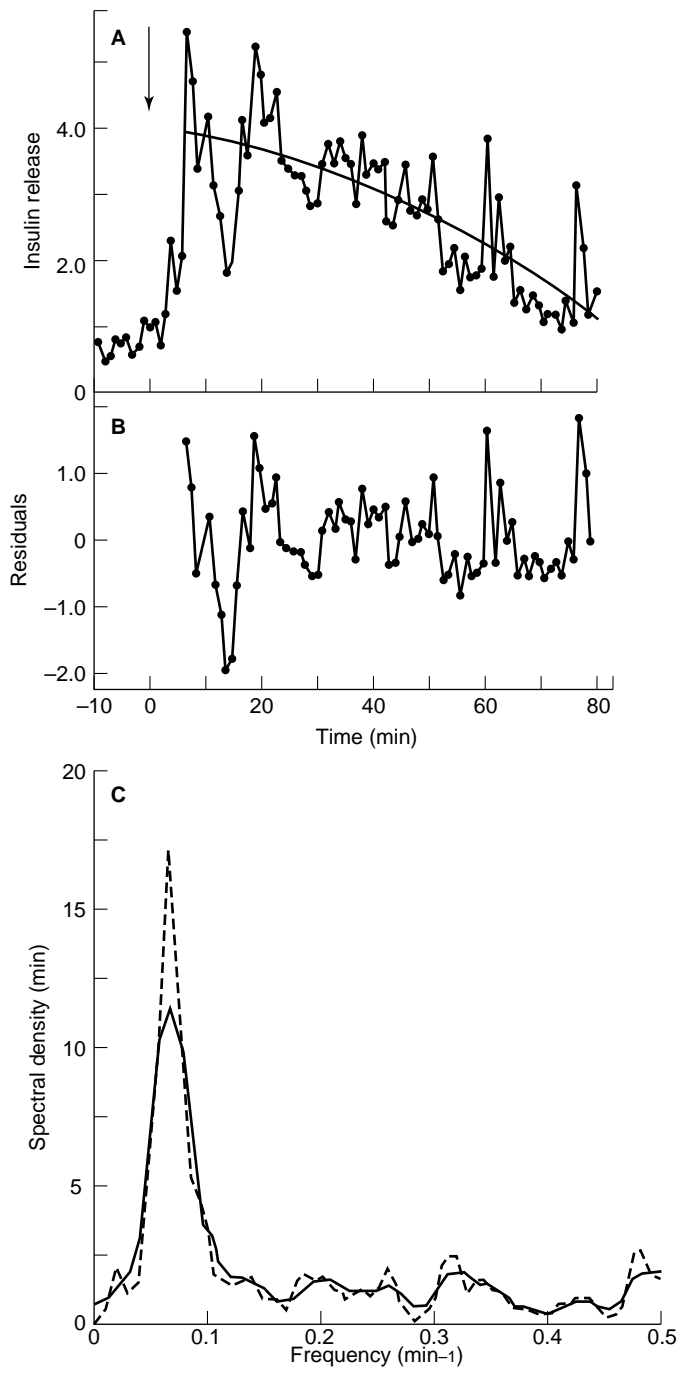 A
Insulin release
4.0
2.0
0
B
Residuals
1.0
0
–1.0
–2.0
–10 0 20 40 60 80
Time (min)
C
Spectral density (min)
20
15
10
5
0
0 0.1 0.2 0.3 0.4 0.5
Frequency (min–1)